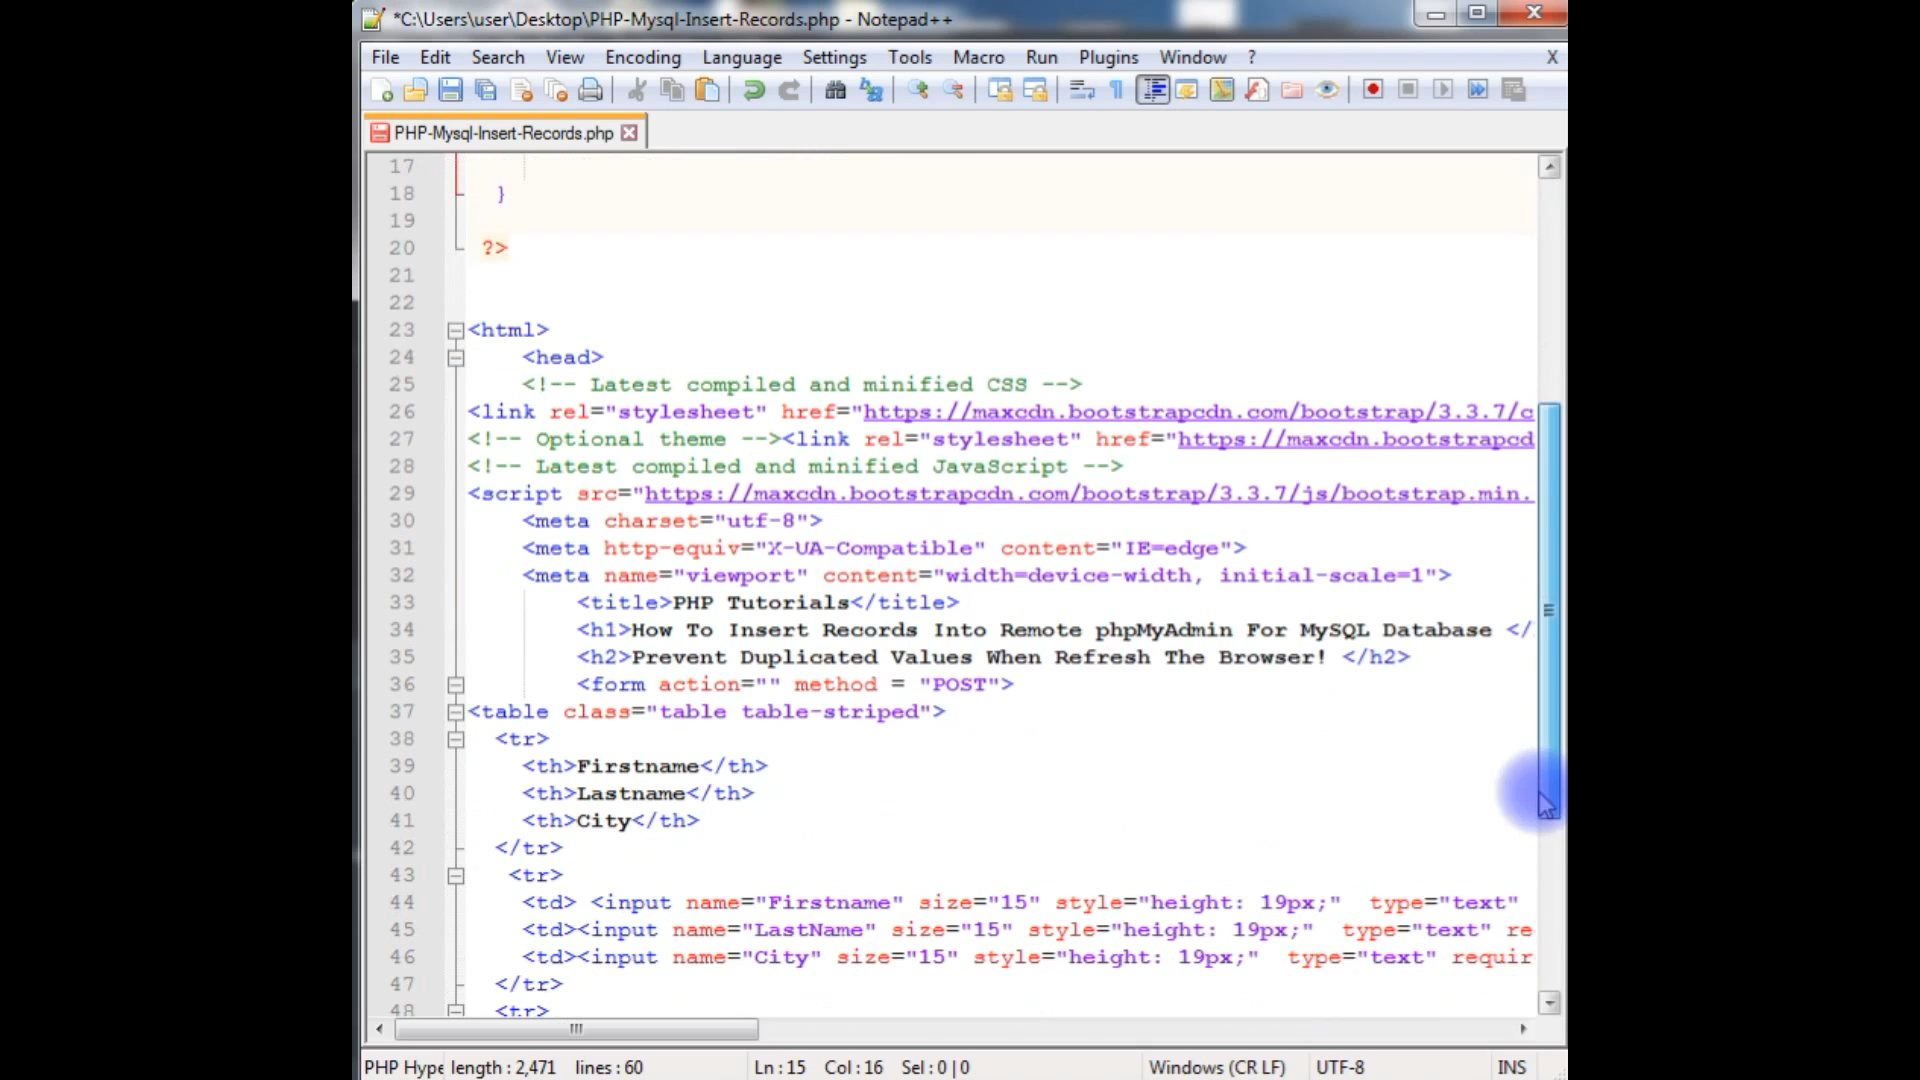 *C:\Users\user\Desktop\PHP-Mysql-Insert-Records.php - Notepad++
File Edit Search View Encoding Language Settings Tools Macro Run Plugins Window ? X
PHP-Mysql-Insert-Records.php
17
18 }
19
20 ?>
21
22
23 <html>
24 <head>
25 <!-- Latest compiled and minified CSS -->
26 <link rel="stylesheet" href="https://maxcdn.bootstrapcdn.com/bootstrap/3.3.7/c
27 <!-- Optional theme --><link rel="stylesheet" href="https://maxcdn.bootstrapcd
28 <!-- Latest compiled and minified JavaScript -->
29 <script src="https://maxcdn.bootstrapcdn.com/bootstrap/3.3.7/js/bootstrap.min.
30 <meta charset="utf-8">
31 <meta http-equiv="X-UA-Compatible" content="IE=edge">
32 <meta name="viewport" content="width=device-width, initial-scale=1">
33 <title>PHP Tutorials</title>
34 <h1>How To Insert Records Into Remote phpMyAdmin For MySQL Database </
35 <h2>Prevent Duplicated Values When Refresh The Browser! </h2>
36 <form action="" method = "POST">
37 <table class="table table-striped">
38 <tr>
39 <th>Firstname</th>
40 <th>Lastname</th>
41 <th>City</th>
42 </tr>
43 <tr>
44 <td> <input name="Firstname" size="15" style="height: 19px;" type="text"
45 <td><input name="LastName" size="15" style="height: 19px;" type="text" re
46 <td><input name="City" size="15" style="height: 19px;" type="text" requir
47 </tr>
48 <tr>
PHP Hype length : 2,471 lines : 60 Ln : 15 Col : 16 Sel : 0 | 0 Windows (CR LF) UTF-8 INS